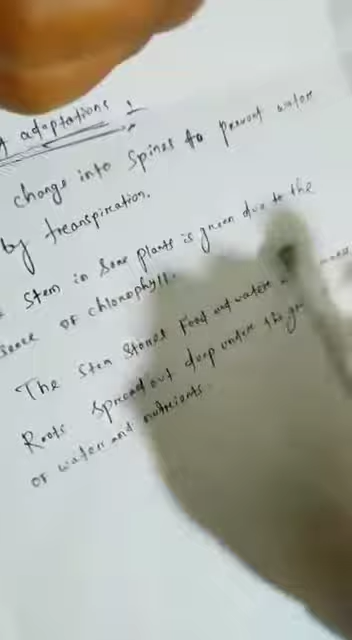 adaptations :
change into Spines to prevent water
by transpiration.
Stem in some plants is green due to the
of chlorophyll.
The Stem Stores Food and water
Roots Spread out deep under the
of water and nutrients.